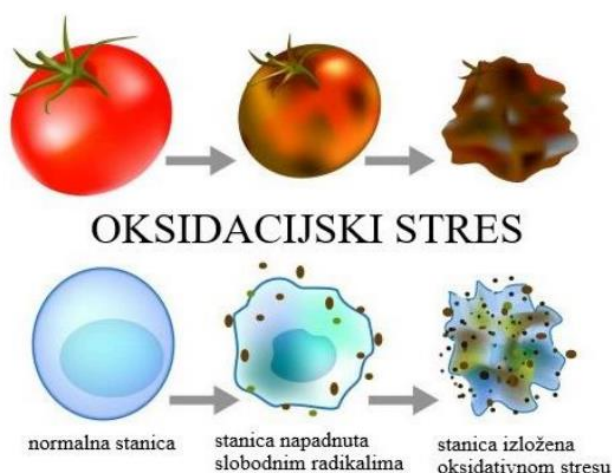 OKSIDACIJSKI STRES
normalna stanica
stanica napadnuta
slobodnim radikalima
stanica izložena
oksidativnom stresu